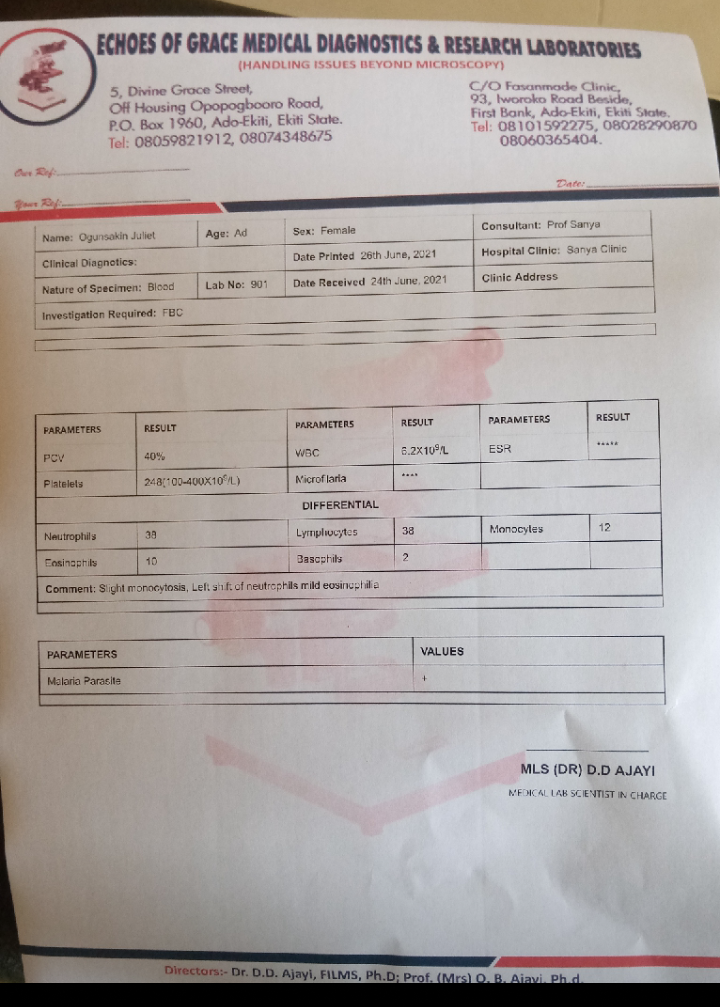 ECHOES OF GRACE MEDICAL DIAGNOSTICS & RESEARCH LABORATORIES
(HANDLING ISSUES BEYOND MICROSCOPY)
5, Divine Grace Street,
Off Housing Opopogbooro Road,
P.O. Box 1960, Ado-Ekiti, Ekiti State.
Tel: 08059821912, 08074348675
C/O Fasanmade Clinic,
93, Iworoko Road Beside,
First Bank, Ado-Ekiti, Ekiti State.
Tel: 08101592275, 08028290870
08060365404.
Our Ref:
Date:
Your Ref:
Name: Ogunsakin Juliet Age: Ad Sex: Female Consultant: Prof Sanya
Clinical Diagnotics: Date Printed 26th June, 2021 Hospital Clinic: Sanya Clinic
Nature of Specimen: Blood Lab No: 901 Date Received 24th June, 2021 Clinic Address
Investigation Required: FBC
PARAMETERS RESULT PARAMETERS RESULT PARAMETERS RESULT
PCV 40% WBC 6.2X10⁹/L ESR *****
Platelets 248(100-400X10⁹/L) Microflaria ****
DIFFERENTIAL
Neutrophils 38 Lymphocytes 38 Monocytes 12
Eosinophils 10 Basophils 2
Comment: Slight monocytosis, Left shift of neutrophils mild eosinophilia
PARAMETERS VALUES
Malaria Parasite +
MLS (DR) D.D AJAYI
MEDICAL LAB SCIENTIST IN CHARGE
Directors:- Dr. D.D. Ajayi, FILMS, Ph.D; Prof. (Mrs) O. B. Ajayi, Ph.d.